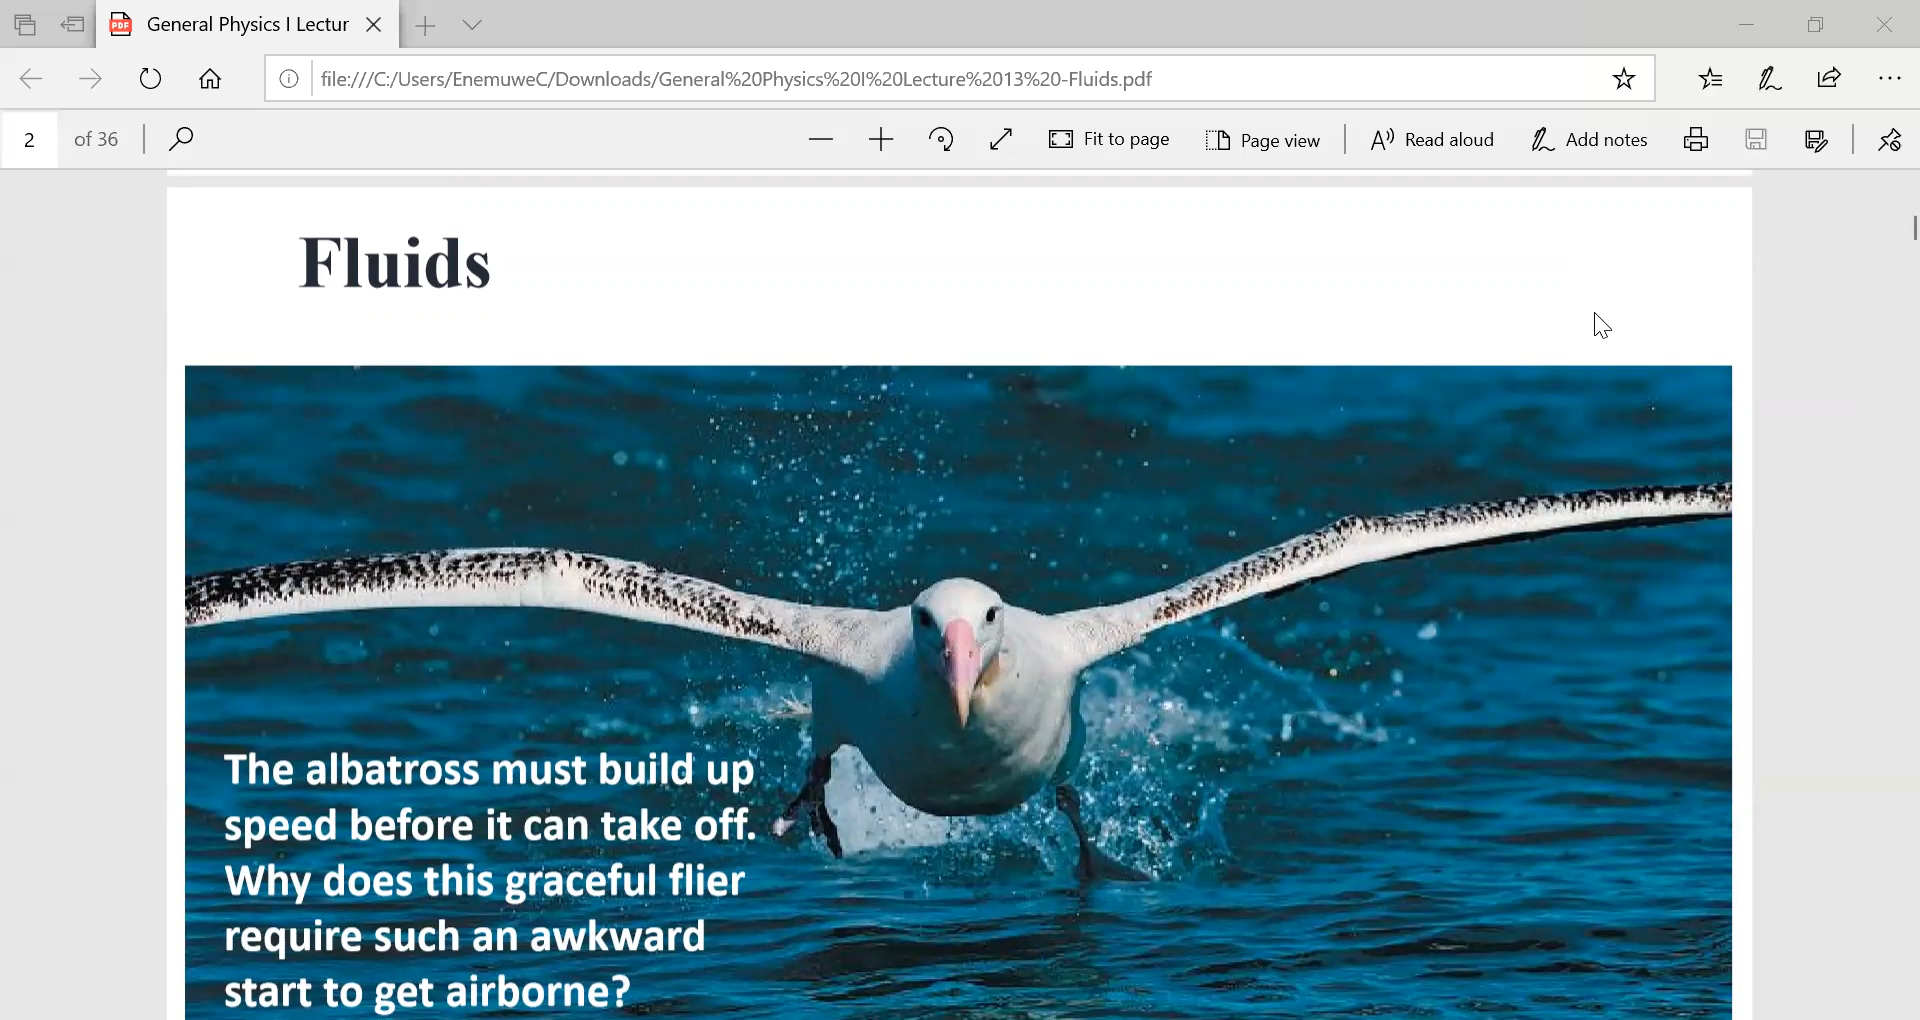 General Physics I Lectur
file:///C:/Users/EnemuweC/Downloads/General%20Physics%20I%20Lecture%2013%20-Fluids.pdf
2 of 36 Fit to page Page view Read aloud Add notes
Fluids
The albatross must build up
speed before it can take off.
Why does this graceful flier
require such an awkward
start to get airborne?